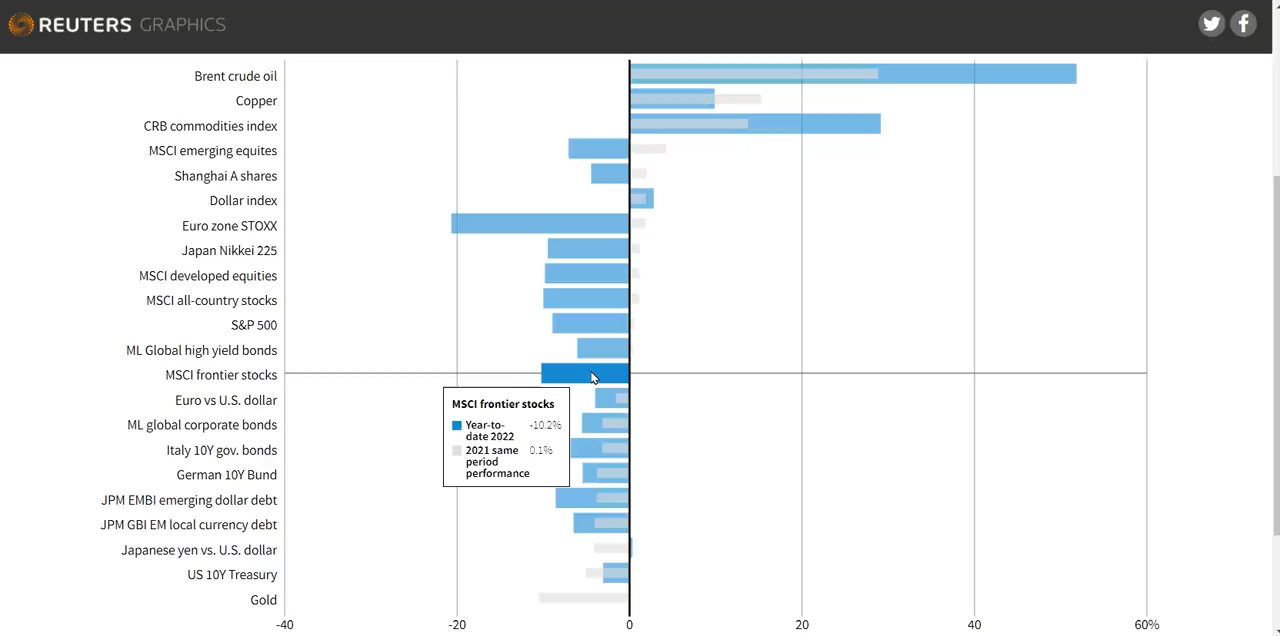 REUTERS GRAPHICS
Brent crude oil
Copper
CRB commodities index
MSCI emerging equites
Shanghai A shares
Dollar index
Euro zone STOXX
Japan Nikkei 225
MSCI developed equities
MSCI all-country stocks
S&P 500
ML Global high yield bonds
MSCI frontier stocks
Euro vs U.S. dollar
ML global corporate bonds
Italy 10Y gov. bonds
German 10Y Bund
JPM EMBI emerging dollar debt
JPM GBI EM local currency debt
Japanese yen vs. U.S. dollar
US 10Y Treasury
Gold
MSCI frontier stocks
Year-to- -10.2%
date 2022
2021 same 0.1%
period
performance
-40 -20 0 20 40 60%